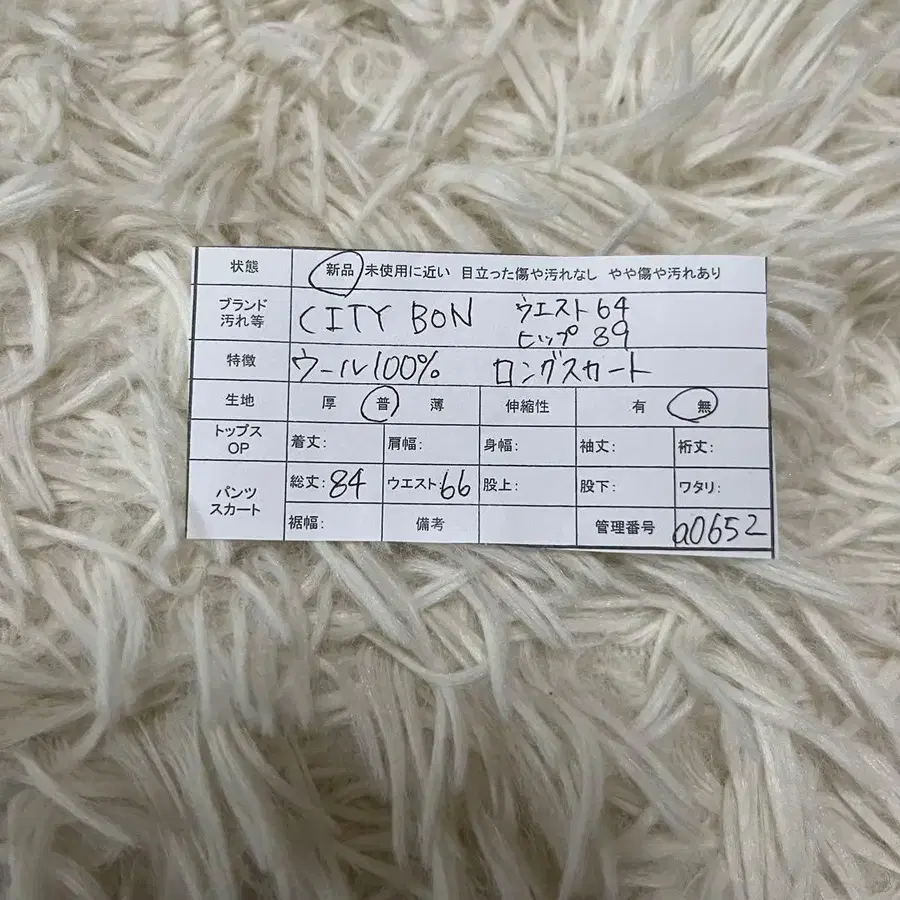 状態 新品 未使用に近い 目立った傷や汚れなし やや傷や汚れあり
ブランド 汚れ等 CITY BON ウエスト64
ヒップ 89
特徴 ウール100% ロングスカート
生地 厚 普 薄 伸縮性 有 無
トップス OP 着丈: 肩幅: 身幅: 袖丈: 裄丈:
パンツ スカート 総丈:84 ウエスト:66 股上: 股下: ワタリ:
裾幅: 備考 管理番号 a0652